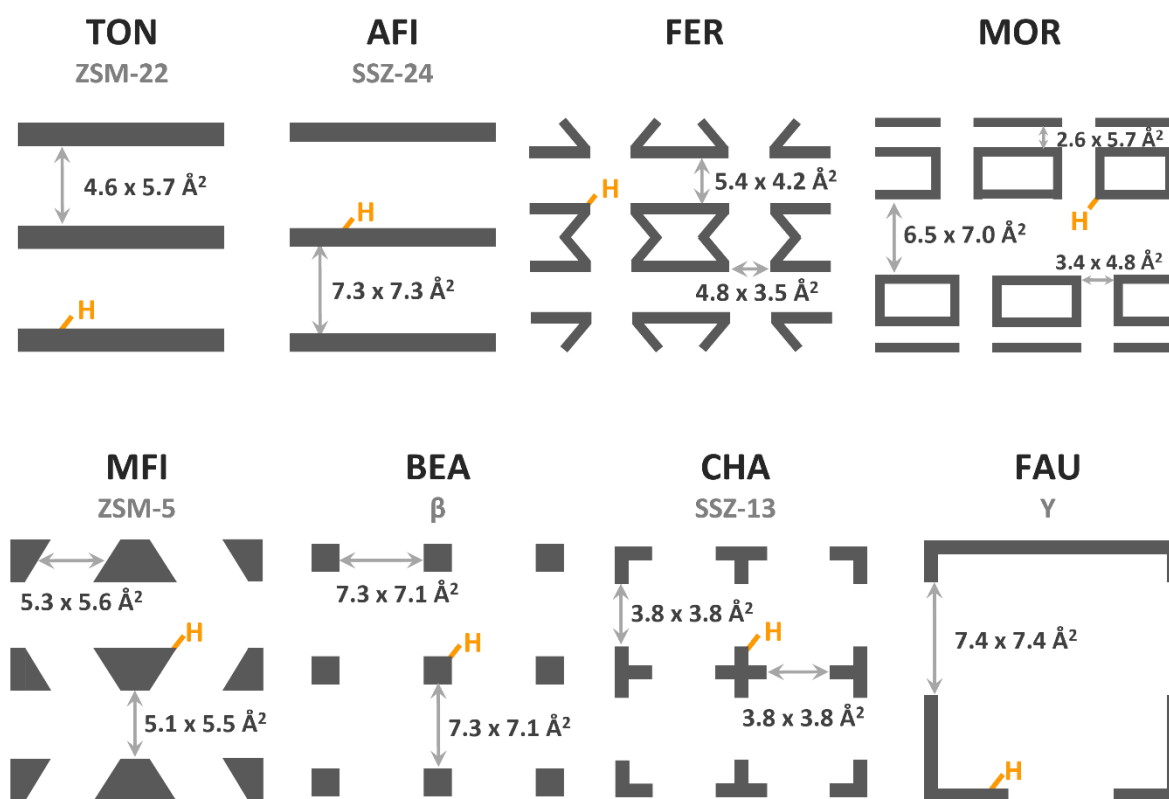 TON
ZSM-22
4.6 x 5.7 Å²
H
AFI
SSZ-24
H
7.3 x 7.3 Å²
FER
5.4 x 4.2 Å²
H
4.8 x 3.5 Å²
MOR
2.6 x 5.7 Å²
H
6.5 x 7.0 Å²
3.4 x 4.8 Å²
MFI
ZSM-5
5.3 x 5.6 Å²
H
5.1 x 5.5 Å²
BEA
β
7.3 x 7.1 Å²
H
7.3 x 7.1 Å²
CHA
SSZ-13
3.8 x 3.8 Å²
H
3.8 x 3.8 Å²
FAU
Y
7.4 x 7.4 Å²
H